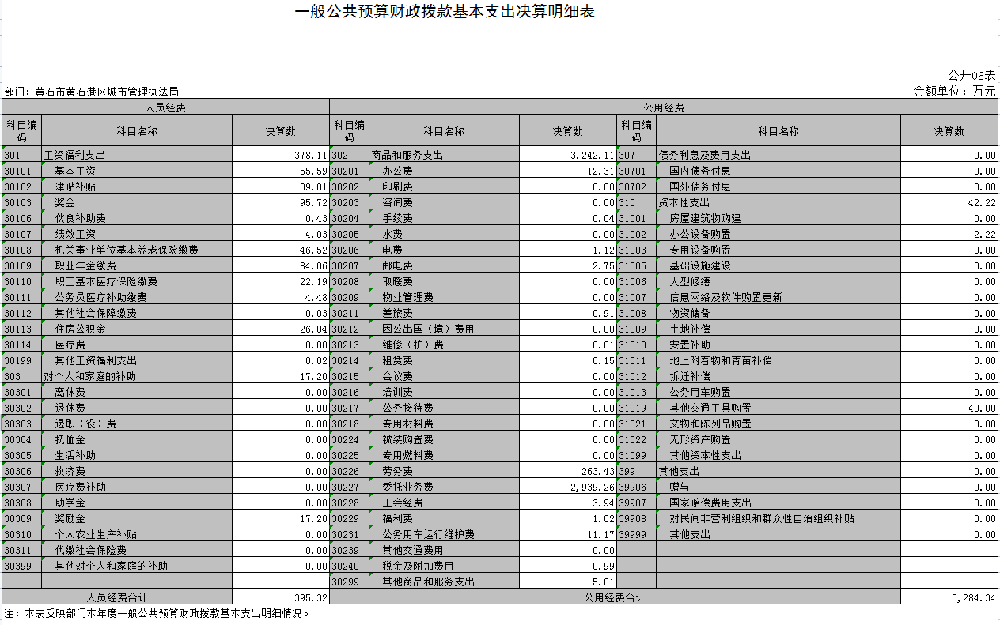 一般公共预算财政拨款基本支出决算明细表
公开06表
部门：黄石市黄石港区城市管理执法局 金额单位：万元
人员经费 公用经费
科目编码 科目名称 决算数 科目编码 科目名称 决算数 科目编码 科目名称 决算数
301 工资福利支出 378.11 302 商品和服务支出 3,242.11 307 债务利息及费用支出 0.00
30101 基本工资 55.59 30201 办公费 12.31 30701 国内债务付息 0.00
30102 津贴补贴 39.01 30202 印刷费 0.00 30702 国外债务付息 0.00
30103 奖金 95.72 30203 咨询费 0.00 310 资本性支出 42.22
30106 伙食补助费 0.43 30204 手续费 0.04 31001 房屋建筑物购建 0.00
30107 绩效工资 4.03 30205 水费 0.00 31002 办公设备购置 2.22
30108 机关事业单位基本养老保险缴费 46.52 30206 电费 1.12 31003 专用设备购置 0.00
30109 职业年金缴费 84.06 30207 邮电费 2.75 31005 基础设施建设 0.00
30110 职工基本医疗保险缴费 22.19 30208 取暖费 0.00 31006 大型修缮 0.00
30111 公务员医疗补助缴费 4.48 30209 物业管理费 0.00 31007 信息网络及软件购置更新 0.00
30112 其他社会保障缴费 0.03 30211 差旅费 0.91 31008 物资储备 0.00
30113 住房公积金 26.04 30212 因公出国（境）费用 0.00 31009 土地补偿 0.00
30114 医疗费 0.00 30213 维修（护）费 0.01 31010 安置补助 0.00
30199 其他工资福利支出 0.02 30214 租赁费 0.15 31011 地上附着物和青苗补偿 0.00
303 对个人和家庭的补助 17.20 30215 会议费 0.00 31012 拆迁补偿 0.00
30301 离休费 0.00 30216 培训费 0.00 31013 公务用车购置 0.00
30302 退休费 0.00 30217 公务接待费 0.00 31019 其他交通工具购置 40.00
30303 退职（役）费 0.00 30218 专用材料费 0.00 31021 文物和陈列品购置 0.00
30304 抚恤金 0.00 30224 被装购置费 0.00 31022 无形资产购置 0.00
30305 生活补助 0.00 30225 专用燃料费 0.00 31099 其他资本性支出 0.00
30306 救济费 0.00 30226 劳务费 263.43 399 其他支出 0.00
30307 医疗费补助 0.00 30227 委托业务费 2,939.26 39906 赠与 0.00
30308 助学金 0.00 30228 工会经费 3.94 39907 国家赔偿费用支出 0.00
30309 奖励金 17.20 30229 福利费 1.02 39908 对民间非营利组织和群众性自治组织补贴 0.00
30310 个人农业生产补贴 0.00 30231 公务用车运行维护费 11.17 39999 其他支出 0.00
30311 代缴社会保险费 0.00 30239 其他交通费用 0.00
30399 其他对个人和家庭的补助 0.00 30240 税金及附加费用 0.99
30299 其他商品和服务支出 5.01
人员经费合计 395.32 公用经费合计 3,284.34
注：本表反映部门本年度一般公共预算财政拨款基本支出明细情况。